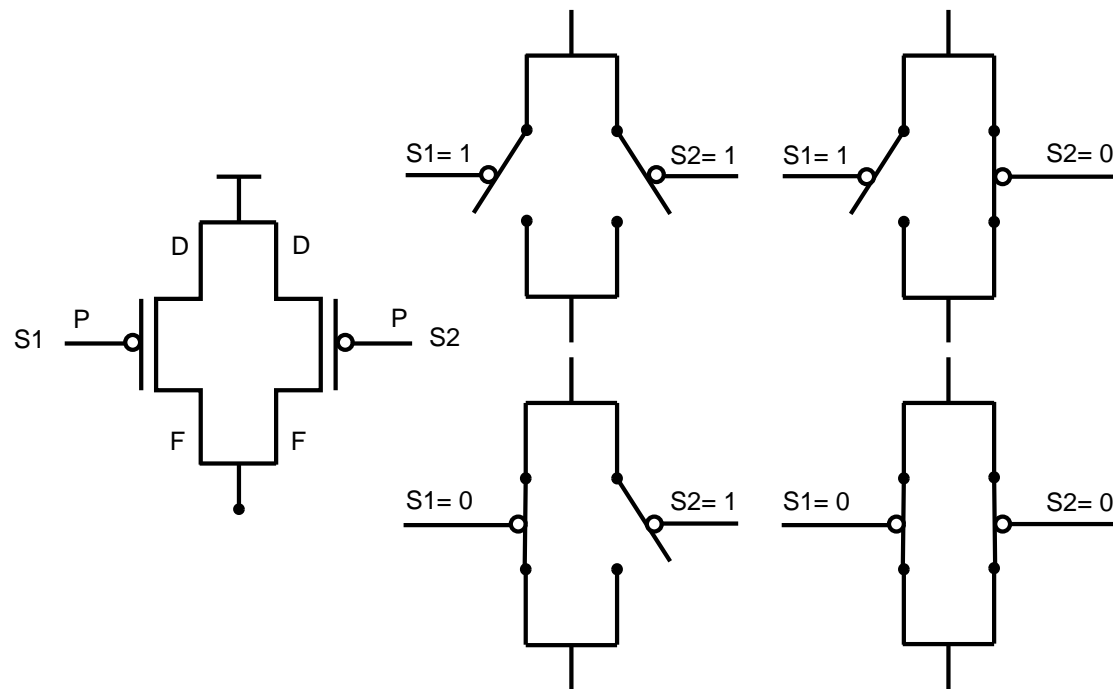 D D
P P
S1 S2
F F
S1= 1 S2= 1
S1= 1 S2= 0
S1= 0 S2= 1
S1= 0 S2= 0